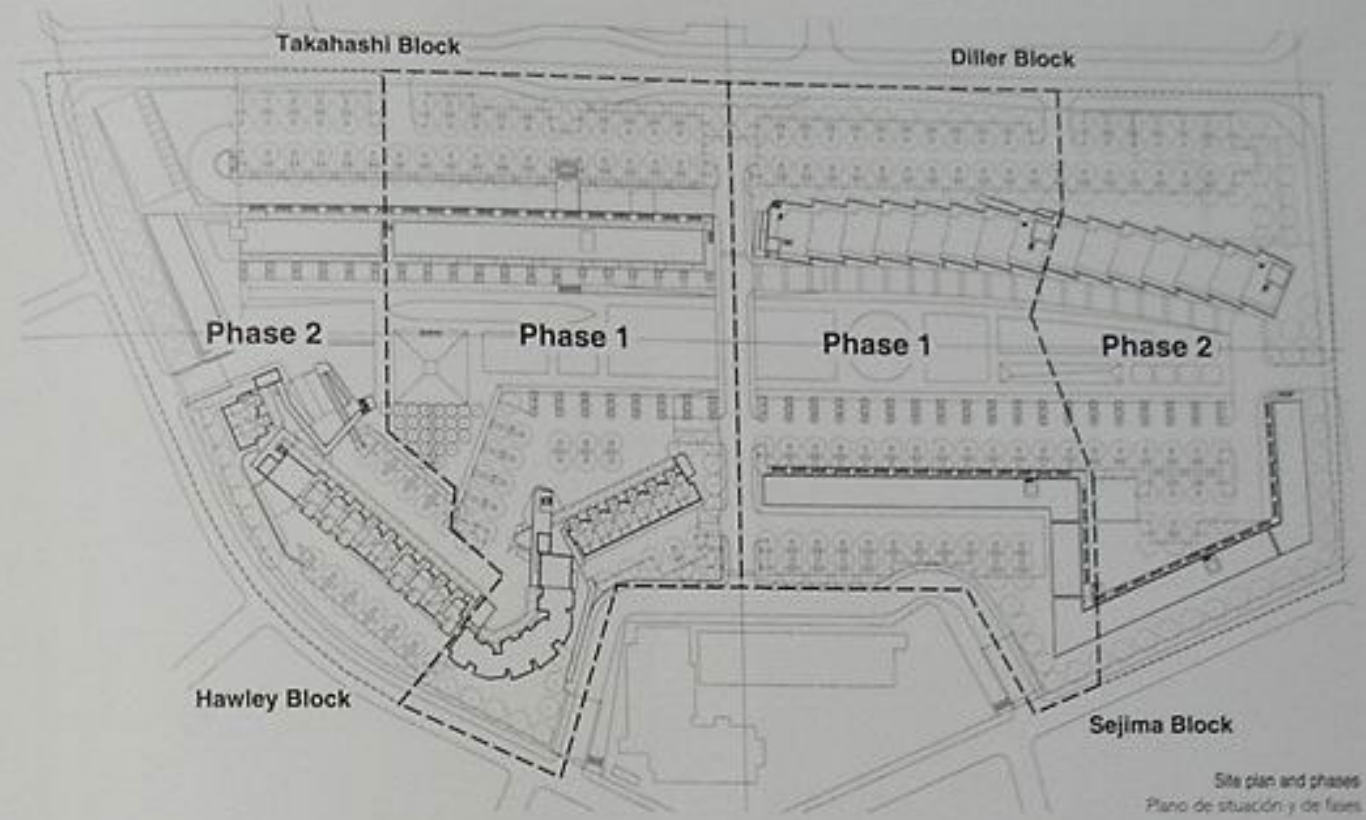 Takahashi Block
Diller Block
Phase 2
Phase 1
Phase 1
Phase 2
Hawley Block
Sejima Block
Site plan and phases
Plano de situación y de fases